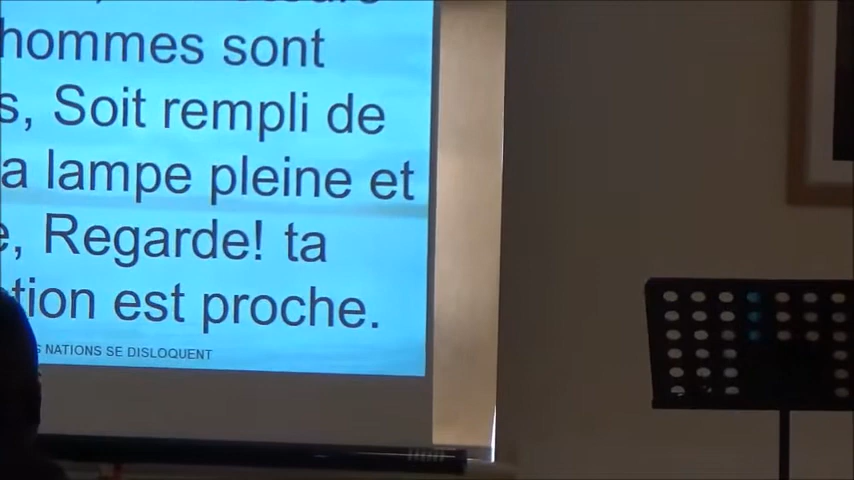 hommes sont
s, Soit rempli de
a lampe pleine et
e, Regarde! ta
tion est proche.
S NATIONS SE DISLOQUENT